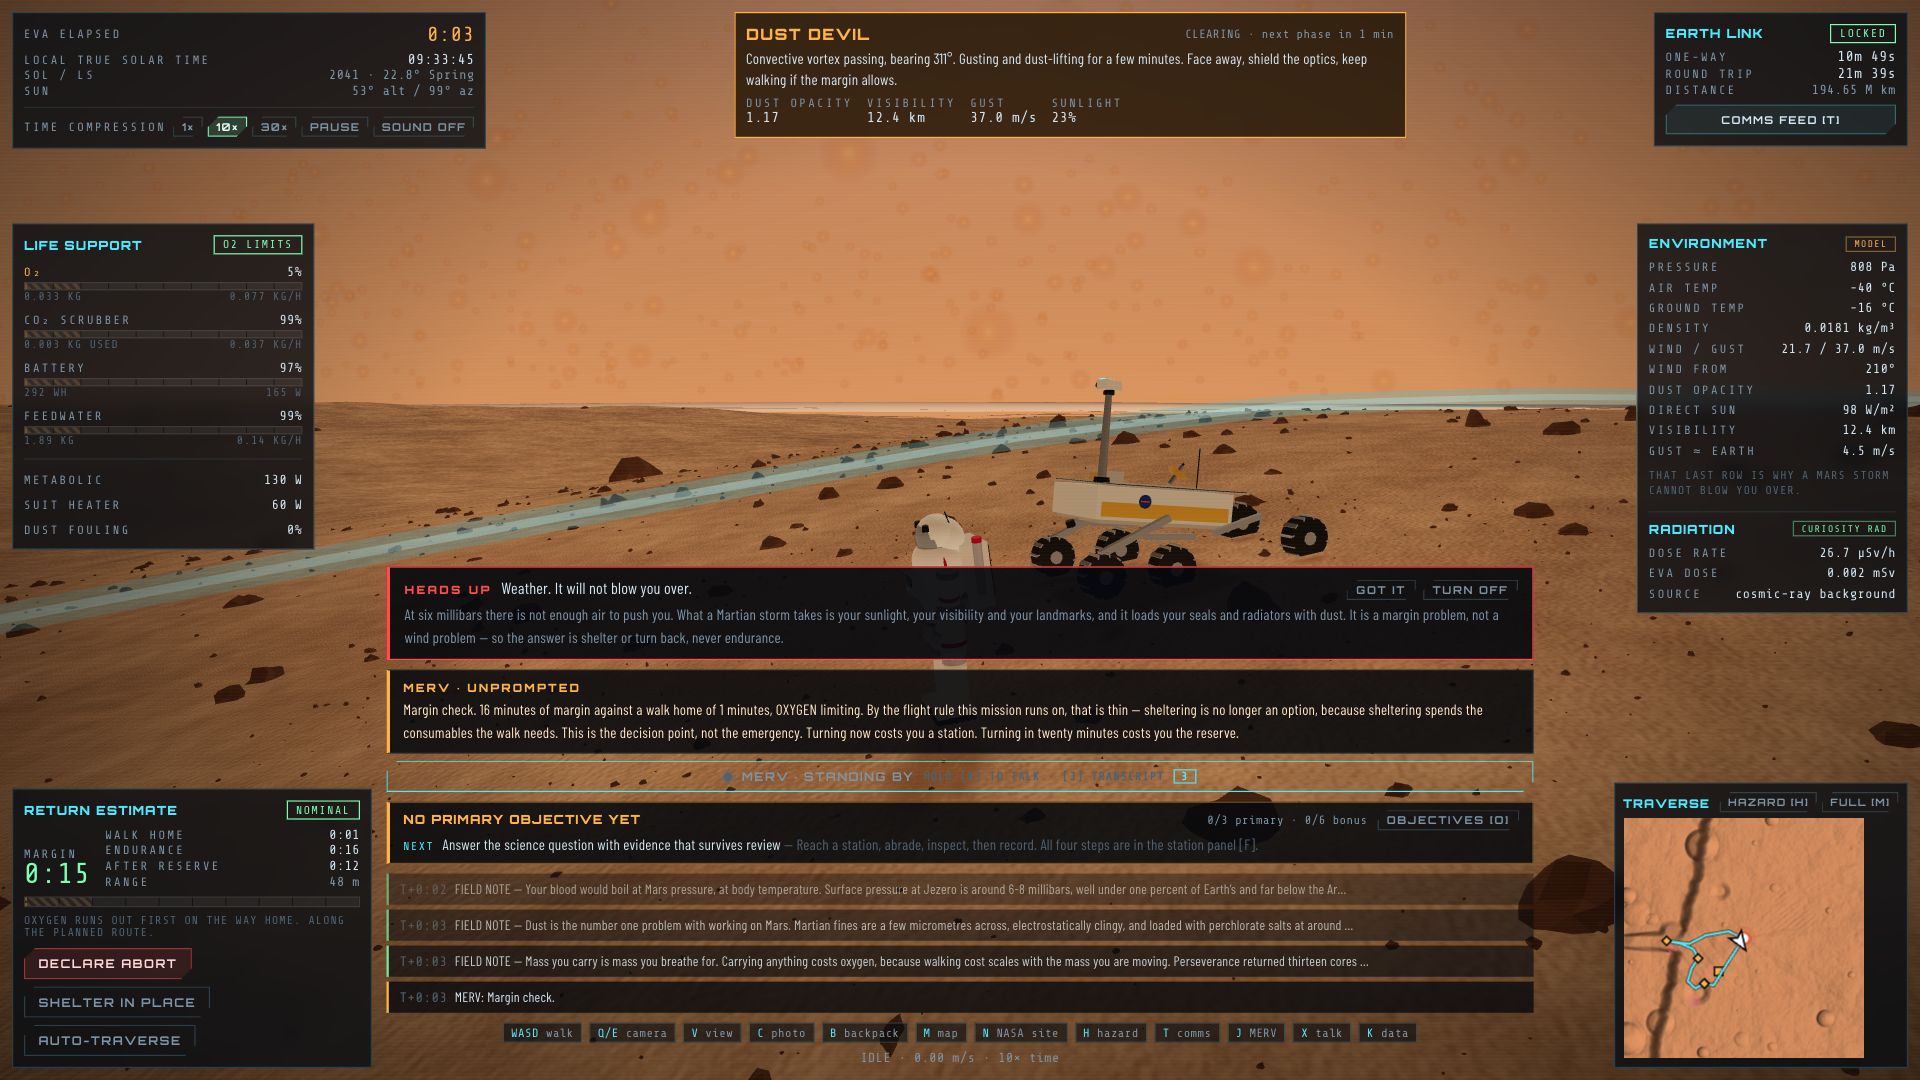 EVA ELAPSED 0:03
LOCAL TRUE SOLAR TIME 09:33:45
SOL / LS 2041 · 22.8° Spring
SUN 53° alt / 99° az
TIME COMPRESSION 1× 10× 30× PAUSE SOUND OFF
DUST DEVIL CLEARING · next phase in 1 min
Convective vortex passing, bearing 311°. Gusting and dust-lifting for a few minutes. Face away, shield the optics, keep
walking if the margin allows.
DUST OPACITY VISIBILITY GUST SUNLIGHT
1.17 12.4 km 37.0 m/s 23%
EARTH LINK LOCKED
ONE-WAY 10m 49s
ROUND TRIP 21m 39s
DISTANCE 194.65 M km
COMMS FEED [T]
LIFE SUPPORT O2 LIMITS
O₂ 5%
0.033 KG 0.077 KG/H
CO₂ SCRUBBER 99%
0.003 KG USED 0.037 KG/H
BATTERY 97%
292 WH 165 W
FEEDWATER 99%
1.89 KG 0.14 KG/H
METABOLIC 130 W
SUIT HEATER 60 W
DUST FOULING 0%
ENVIRONMENT MODEL
PRESSURE 808 Pa
AIR TEMP -40 °C
GROUND TEMP -16 °C
DENSITY 0.0181 kg/m³
WIND / GUST 21.7 / 37.0 m/s
WIND FROM 210°
DUST OPACITY 1.17
DIRECT SUN 98 W/m²
VISIBILITY 12.4 km
GUST ≈ EARTH 4.5 m/s
THAT LAST ROW IS WHY A MARS STORM
CANNOT BLOW YOU OVER.
RADIATION CURIOSITY RAD
DOSE RATE 26.7 µSv/h
EVA DOSE 0.002 mSv
SOURCE cosmic-ray background
HEADS UP Weather. It will not blow you over. GOT IT TURN OFF
At six millibars there is not enough air to push you. What a Martian storm takes is your sunlight, your visibility and your landmarks, and it loads your seals and radiators with dust. It is a margin problem, not a
wind problem — so the answer is shelter or turn back, never endurance.
MERV · UNPROMPTED
Margin check. 16 minutes of margin against a walk home of 1 minutes, OXYGEN limiting. By the flight rule this mission runs on, that is thin — sheltering is no longer an option, because sheltering spends the
consumables the walk needs. This is the decision point, not the emergency. Turning now costs you a station. Turning in twenty minutes costs you the reserve.
MERV · STANDING BY HOLD [X] TO TALK · [J] TRANSCRIPT 3
NO PRIMARY OBJECTIVE YET 0/3 primary · 0/6 bonus OBJECTIVES [O]
NEXT Answer the science question with evidence that survives review — Reach a station, abrade, inspect, then record. All four steps are in the station panel [F].
T+0:02 FIELD NOTE — Your blood would boil at Mars pressure, at body temperature. Surface pressure at Jezero is around 6-8 millibars, well under one percent of Earth's and far below the Ar...
T+0:03 FIELD NOTE — Dust is the number one problem with working on Mars. Martian fines are a few micrometres across, electrostatically clingy, and loaded with perchlorate salts at around ...
T+0:03 FIELD NOTE — Mass you carry is mass you breathe for. Carrying anything costs oxygen, because walking cost scales with the mass you are moving. Perseverance returned thirteen cores ...
T+0:03 MERV: Margin check.
RETURN ESTIMATE NOMINAL
MARGIN
0:15
WALK HOME 0:01
ENDURANCE 0:16
AFTER RESERVE 0:12
RANGE 48 m
OXYGEN RUNS OUT FIRST ON THE WAY HOME. ALONG
THE PLANNED ROUTE.
DECLARE ABORT
SHELTER IN PLACE
AUTO-TRAVERSE
TRAVERSE HAZARD [H] FULL [M]
WASD walk Q/E camera V view C photo B backpack M map N NASA site H hazard T comms J MERV X talk K data
IDLE · 0.00 m/s · 10× time